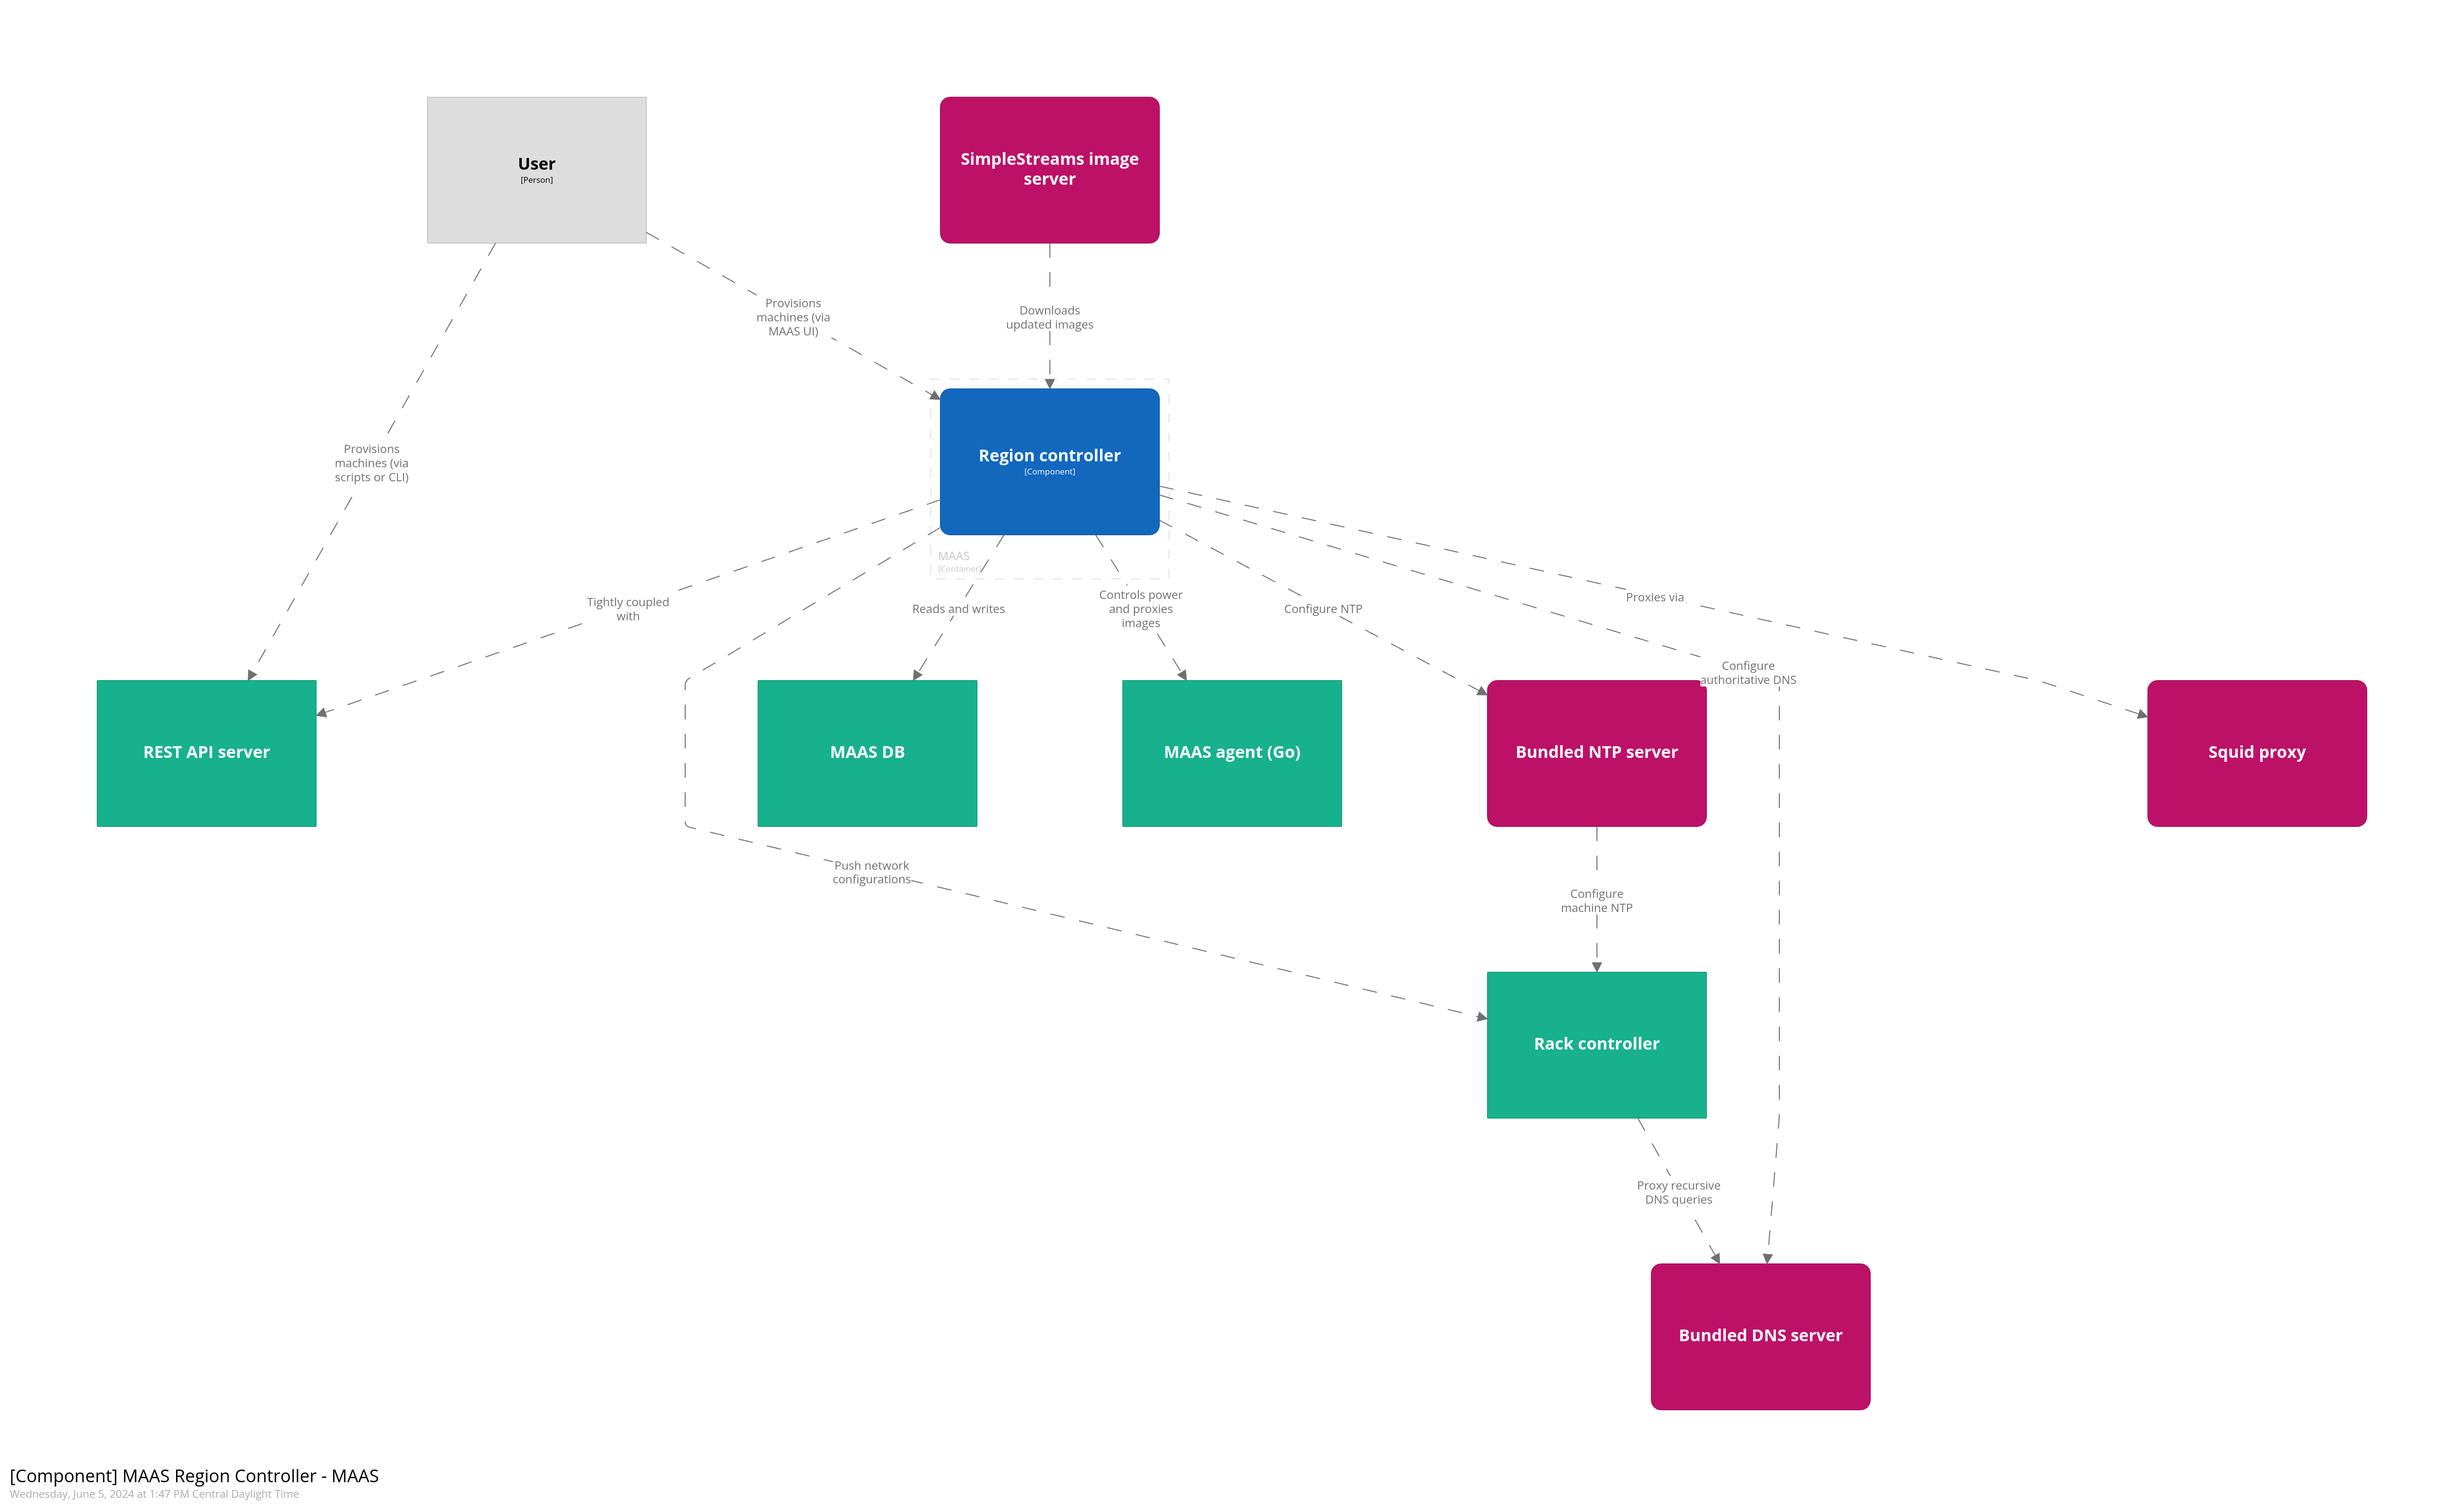 User
[Person]
SimpleStreams image
server
Provisions
machines (via
MAAS UI)
Downloads
updated images
Provisions
machines (via
scripts or CLI)
Region controller
[Component]
MAAS
[Container]
Tightly coupled
with
Reads and writes
Controls power
and proxies
images
Configure NTP
Proxies via
Configure
authoritative DNS
REST API server
MAAS DB
MAAS agent (Go)
Bundled NTP server
Squid proxy
Push network
configurations
Configure
machine NTP
Rack controller
Proxy recursive
DNS queries
Bundled DNS server
[Component] MAAS Region Controller - MAAS
Wednesday, June 5, 2024 at 1:47 PM Central Daylight Time